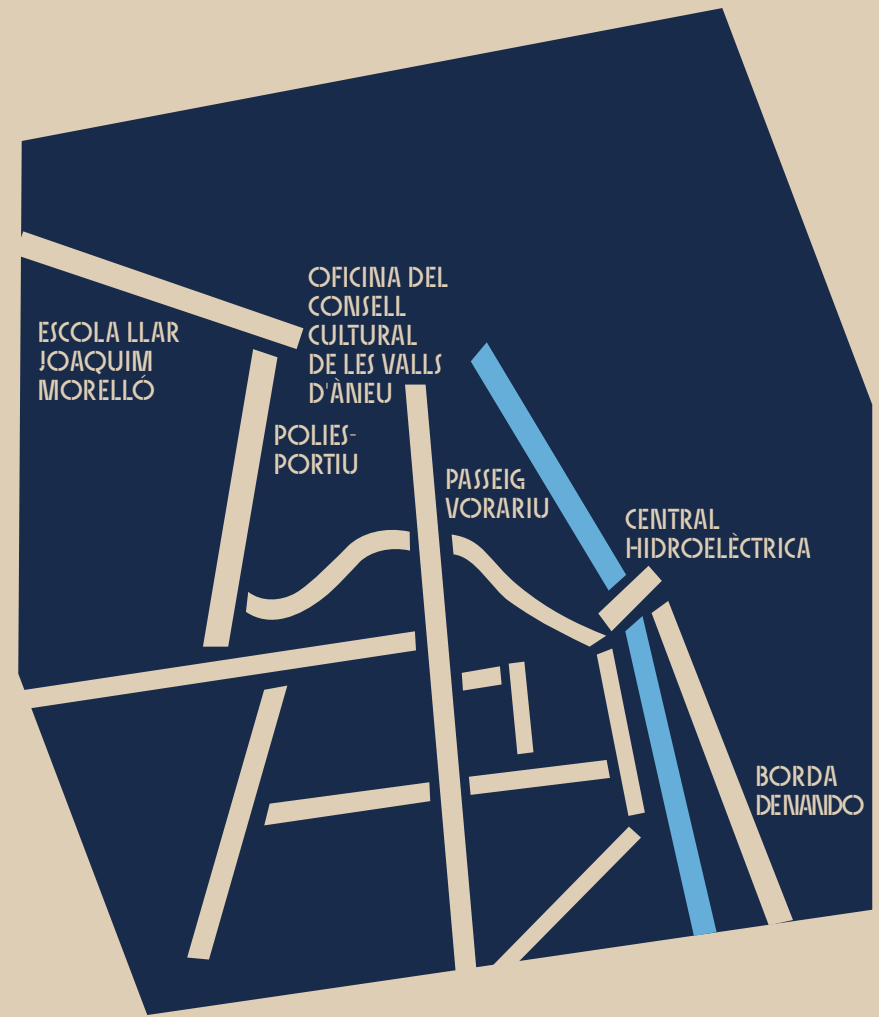 OFICINA DEL
CONSELL
CULTURAL
DE LES VALLS
D'ÀNEU
ESCOLA LLAR
JOAQUIM
MORELLÓ
POLIES-
PORTIU
PASSEIG
VORARIU
CENTRAL
HIDROELÈCTRICA
BORDA
DENANDO